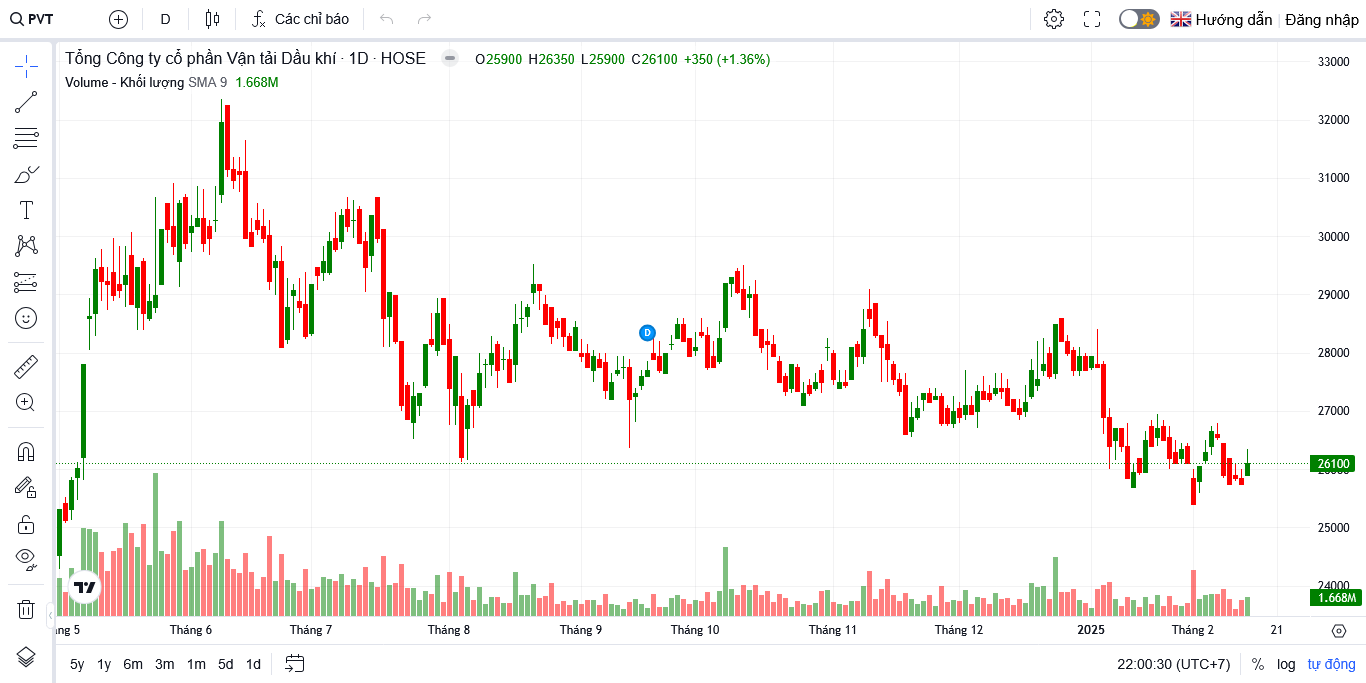 PVT D Các chỉ báo Hướng dẫn Đăng nhập
Tổng Công ty cổ phần Vận tải Dầu khí · 1D · HOSE O25900 H26350 L25900 C26100 +350 (+1.36%)
Volume - Khối lượng SMA 9 1.668M
33000
32000
31000
30000
29000
28000
D
27000
26100
25000
24000
1.668M
Tháng 6 Tháng 7 Tháng 8 Tháng 9 Tháng 10 Tháng 11 Tháng 12 2025 Tháng 2 21
5y 1y 6m 3m 1m 5d 1d 22:00:30 (UTC+7) % log tự động